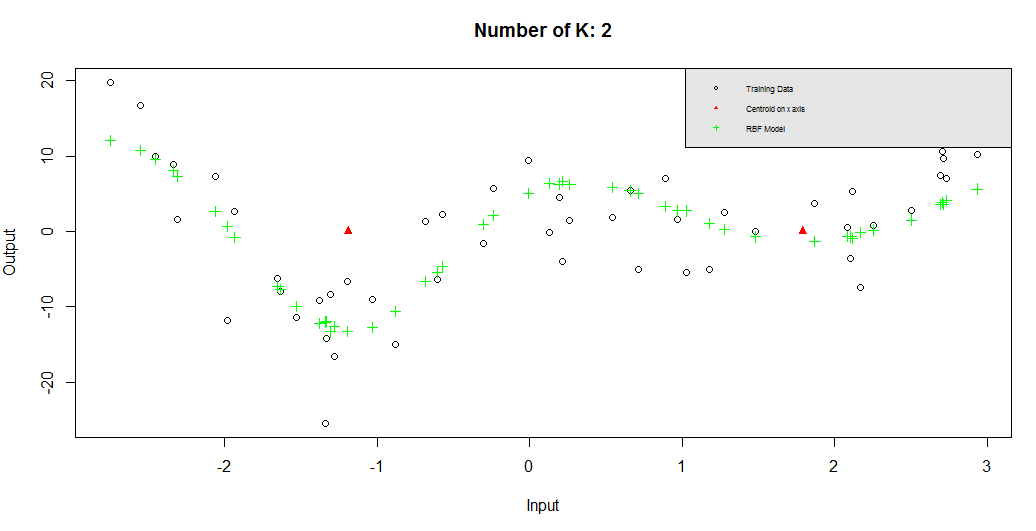 Number of K: 2
Training Data
Centroid on x axis
RBF Model
Output
20
10
0
-10
-20
-2
-1
0
1
2
3
Input